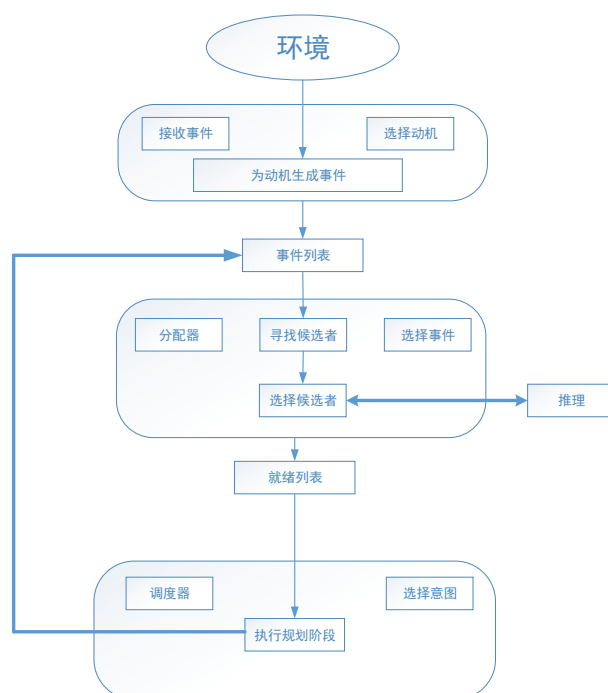 环境
接收事件
选择动机
为动机生成事件
事件列表
分配器
寻找候选者
选择事件
选择候选者
推理
就绪列表
调度器
选择意图
执行规划阶段